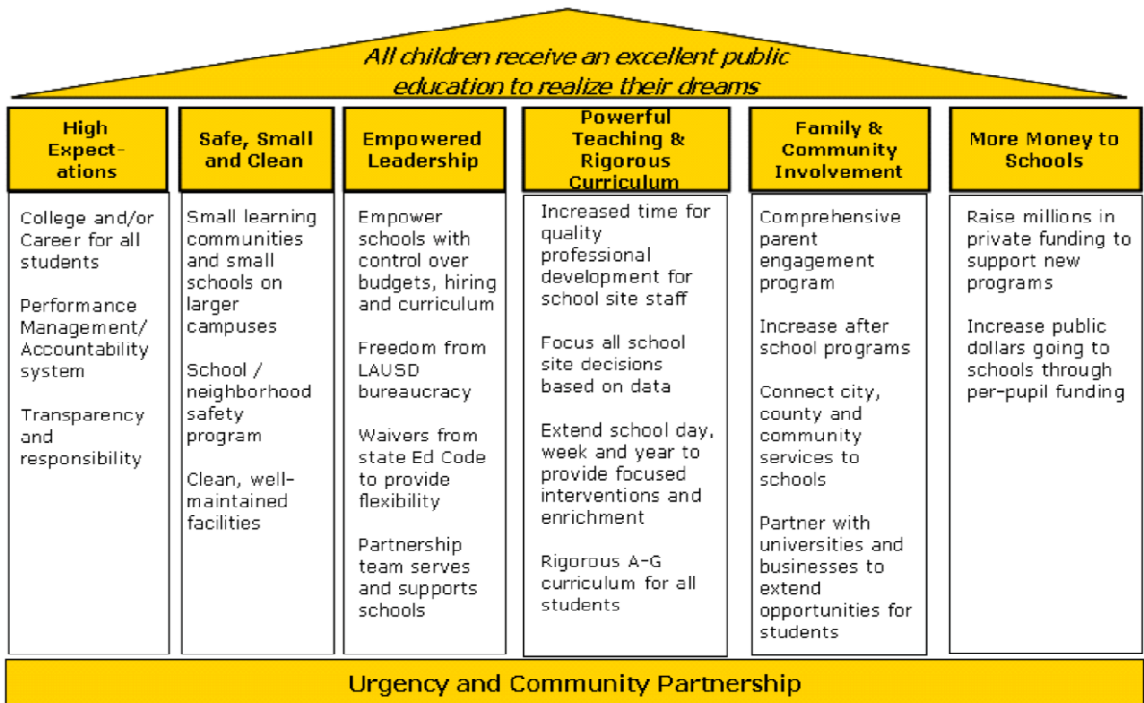 All children receive an excellent public
education to realize their dreams
High
Expect-
ations
College and/or
Career for all
students
Performance
Management/
Accountability
system
Transparency
and
responsibility
Safe, Small
and Clean
Small learning
communities
and small
schools on
larger
campuses
School /
neighborhood
safety
program
Clean, well-
maintained
facilities
Empowered
Leadership
Empower
schools with
control over
budgets, hiring
and curriculum
Freedom from
LAUSD
bureaucracy
Waivers from
state Ed Code
to provide
flexibility
Partnership
team serves
and supports
schools
Powerful
Teaching &
Rigorous
Curriculum
Increased time for
quality
professional
development for
school site staff
Focus all school
site decisions
based on data
Extend school day,
week and year to
provide focused
interventions and
enrichment
Rigorous A-G
curriculum for all
students
Family &
Community
Involvement
Comprehensive
parent
engagement
program
Increase after
school programs
Connect city,
county and
community
services to
schools
Partner with
universities and
businesses to
extend
opportunities for
students
More Money to
Schools
Raise millions in
private funding to
support new
programs
Increase public
dollars going to
schools through
per-pupil funding
Urgency and Community Partnership